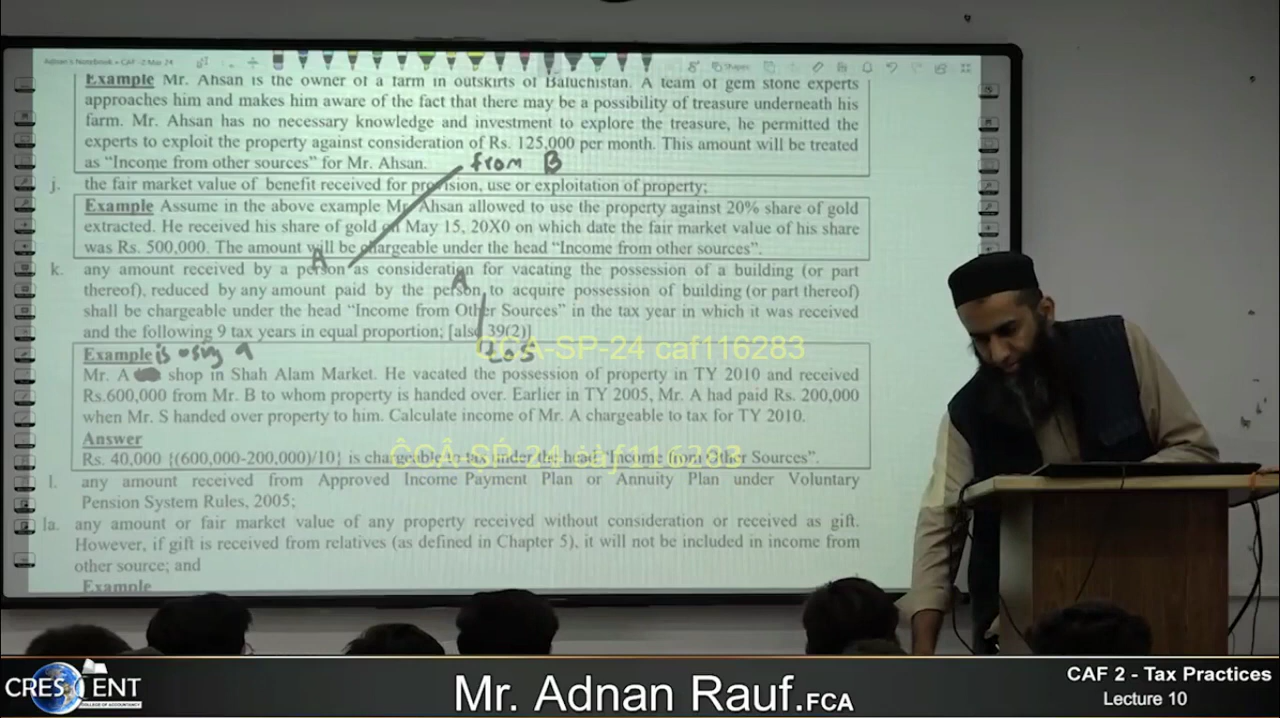 Adnan's Notebook » CAF -2 Mar 24
Shapes
Example Mr. Ahsan is the owner of a farm in outskirts of Baluchistan. A team of gem stone experts
approaches him and makes him aware of the fact that there may be a possibility of treasure underneath his
farm. Mr. Ahsan has no necessary knowledge and investment to explore the treasure, he permitted the
experts to exploit the property against consideration of Rs. 125,000 per month. This amount will be treated
as “Income from other sources” for Mr. Ahsan.
from B
j. the fair market value of benefit received for provision, use or exploitation of property;
Example Assume in the above example Mr. Ahsan allowed to use the property against 20% share of gold
extracted. He received his share of gold on May 15, 20X0 on which date the fair market value of his share
was Rs. 500,000. The amount will be chargeable under the head “Income from other sources”.
A
k. any amount received by a person as consideration for vacating the possession of a building (or part
A
thereof), reduced by any amount paid by the person, to acquire possession of building (or part thereof)
shall be chargeable under the head “Income from Other Sources” in the tax year in which it was received
and the following 9 tax years in equal proportion; [also 39(2)]
CCA-SP-24 caf116283
Example is using a
Mr. A shop in Shah Alam Market. He vacated the possession of property in TY 2010 and received
Rs.600,000 from Mr. B to whom property is handed over. Earlier in TY 2005, Mr. A had paid Rs. 200,000
when Mr. S handed over property to him. Calculate income of Mr. A chargeable to tax for TY 2010.
Answer
Rs. 40,000 {(600,000-200,000)/10} is chargeable to tax under the head “Income from Other Sources”.
ĈCÂ-SṔ-24 càf116283
l. any amount received from Approved Income Payment Plan or Annuity Plan under Voluntary
Pension System Rules, 2005;
la. any amount or fair market value of any property received without consideration or received as gift.
However, if gift is received from relatives (as defined in Chapter 5), it will not be included in income from
other source; and
Example
CRESCENT
COLLEGE OF ACCOUNTANCY
Mr. Adnan Rauf.FCA
CAF 2 - Tax Practices
Lecture 10